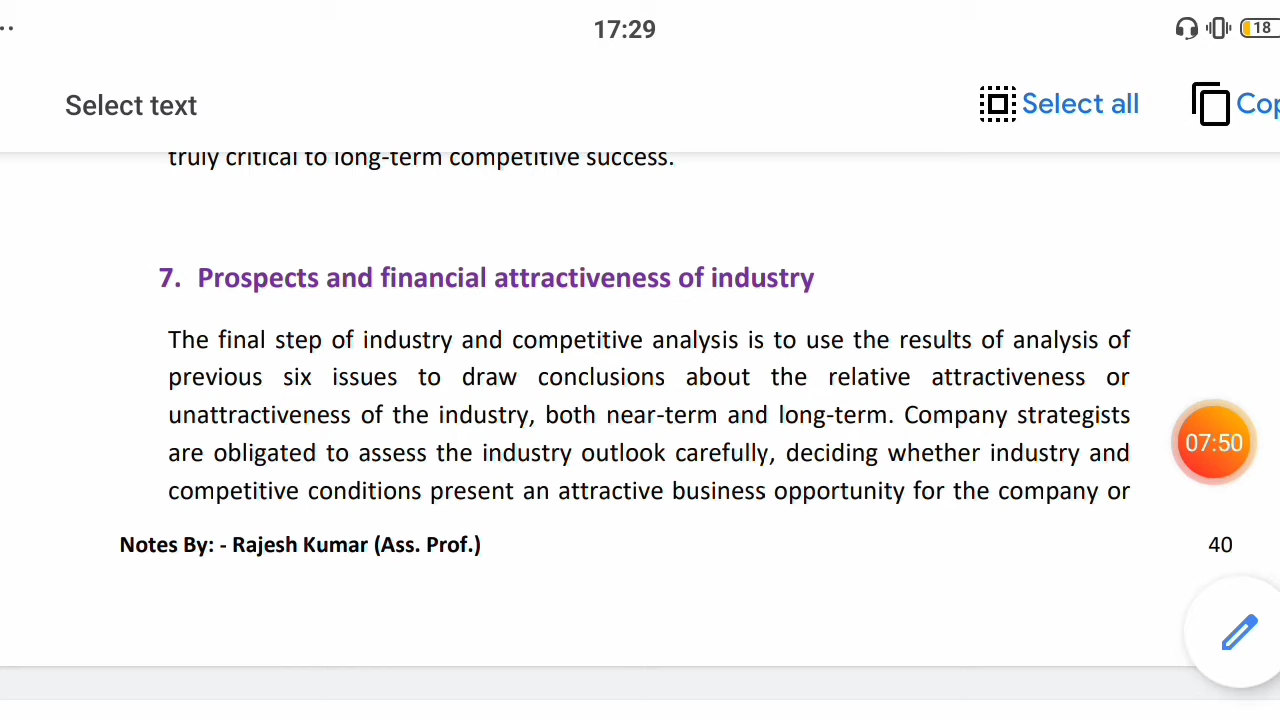 17:29
18
Select text
Select all
Cop
truly critical to long-term competitive success.
7. Prospects and financial attractiveness of industry
The final step of industry and competitive analysis is to use the results of analysis of
previous six issues to draw conclusions about the relative attractiveness or
unattractiveness of the industry, both near-term and long-term. Company strategists
are obligated to assess the industry outlook carefully, deciding whether industry and
07:50
competitive conditions present an attractive business opportunity for the company or
Notes By: - Rajesh Kumar (Ass. Prof.)
40